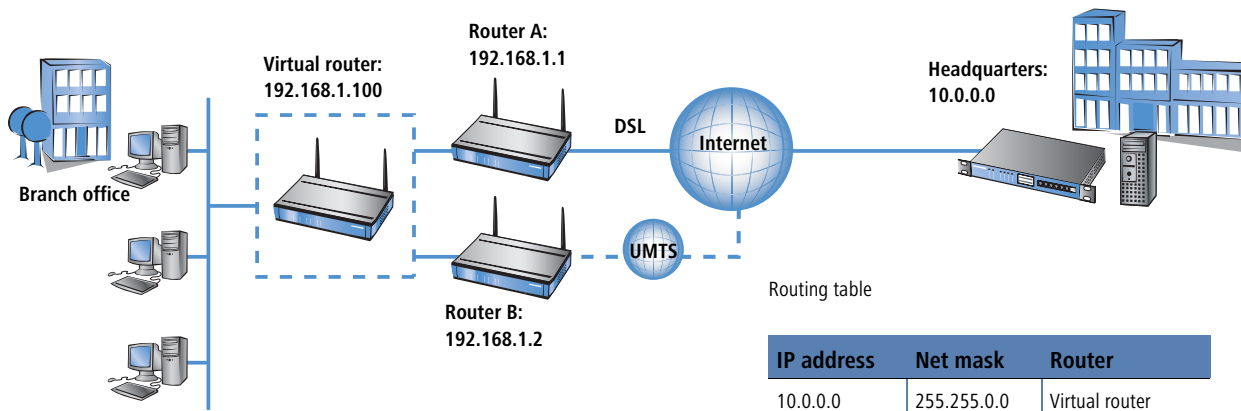 Router A:
192.168.1.1
Virtual router:
192.168.1.100
Headquarters:
10.0.0.0
DSL
Internet
Branch office
UMTS
Router B:
192.168.1.2
Routing table
IP address Net mask Router
10.0.0.0 255.255.0.0 Virtual router